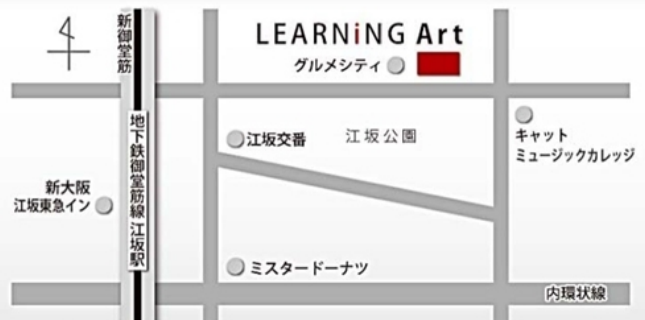 新御堂筋
LEARNiNG Art
グルメシティ
江坂交番
江坂公園
キャット
ミュージックカレッジ
地下鉄御堂筋線 江坂駅
新大阪
江坂東急イン
ミスタードーナツ
内環状線